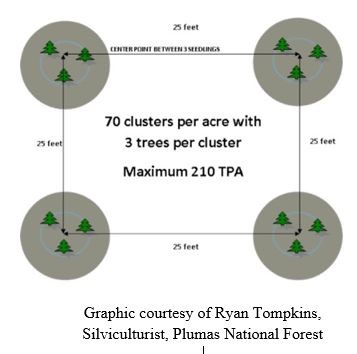 25 feet
CENTER POINT BETWEEN 3 SEEDLINGS
70 clusters per acre with
3 trees per cluster
25 feet
25 feet
Maximum 210 TPA
25 feet
Graphic courtesy of Ryan Tompkins,
Silviculturist, Plumas National Forest